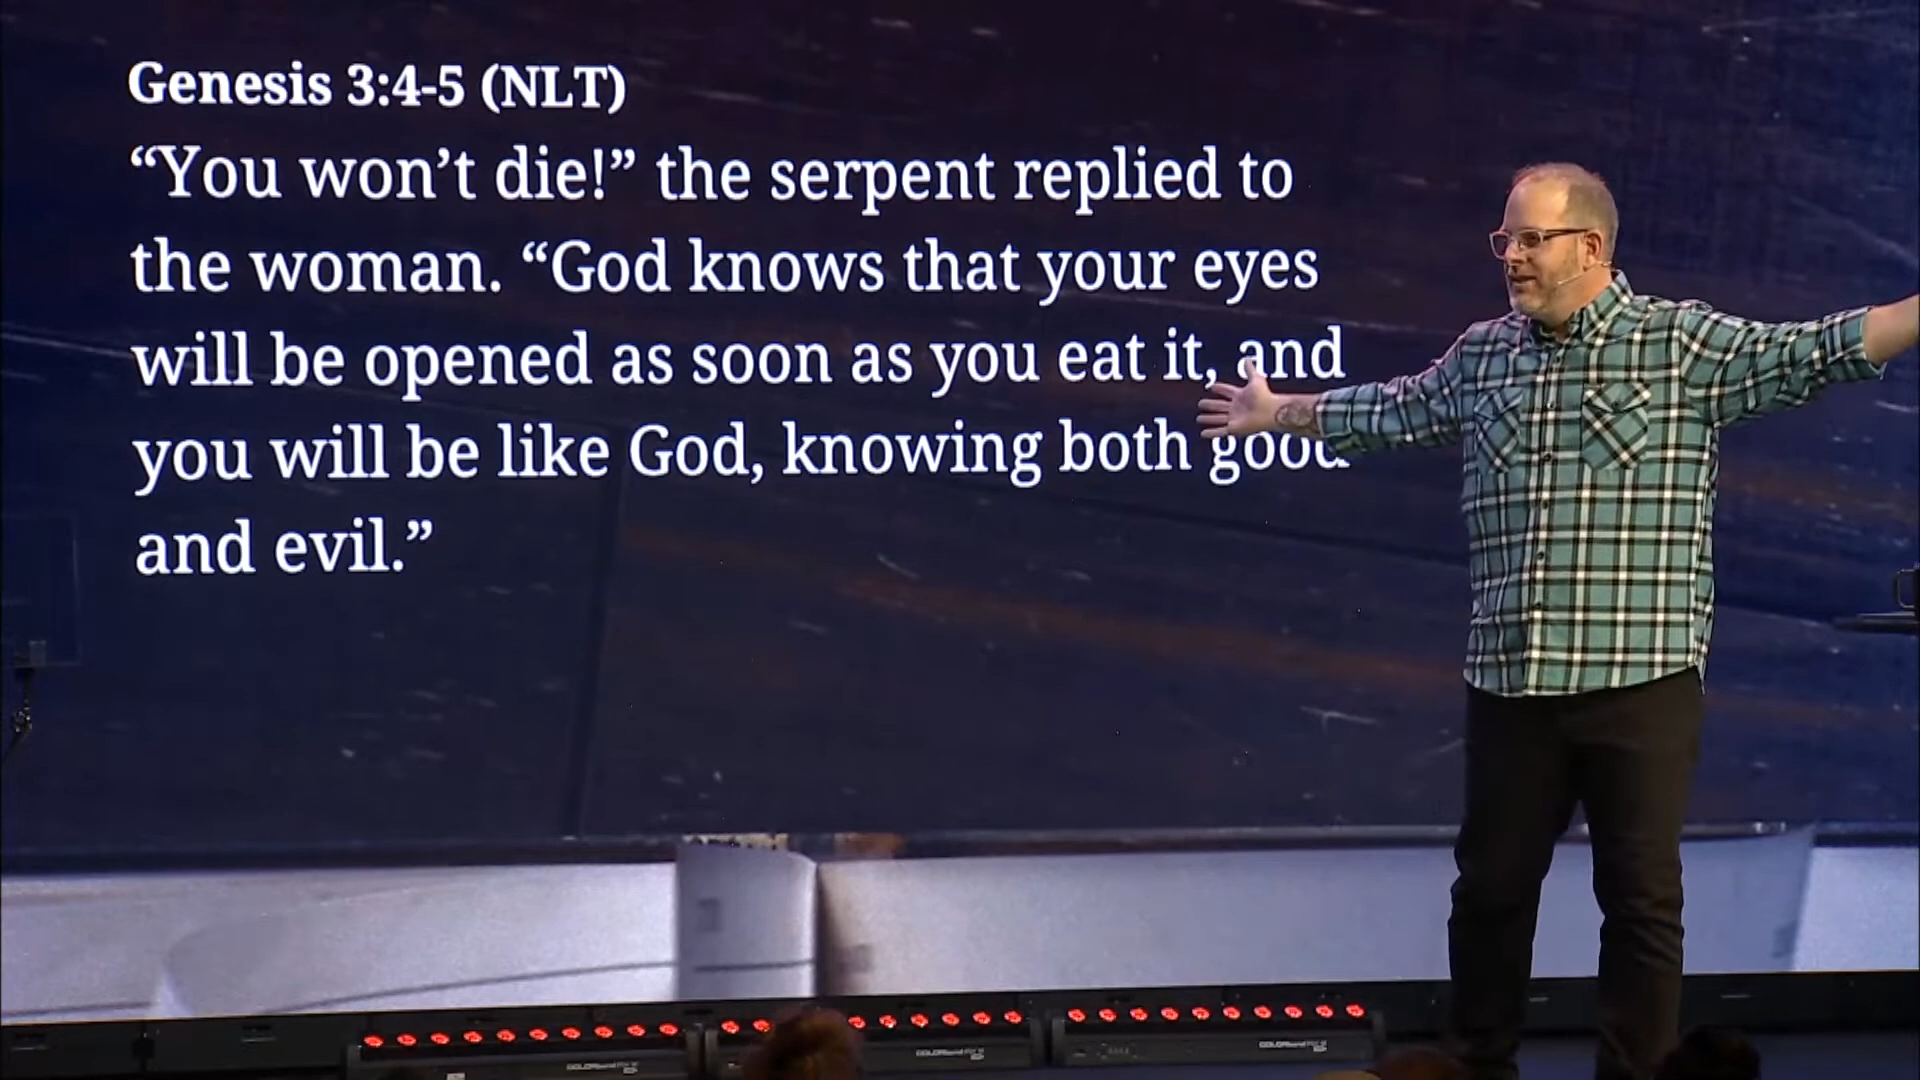 Genesis 3:4-5 (NLT)
“You won’t die!” the serpent replied to
the woman. “God knows that your eyes
will be opened as soon as you eat it, and
you will be like God, knowing both good
and evil.”